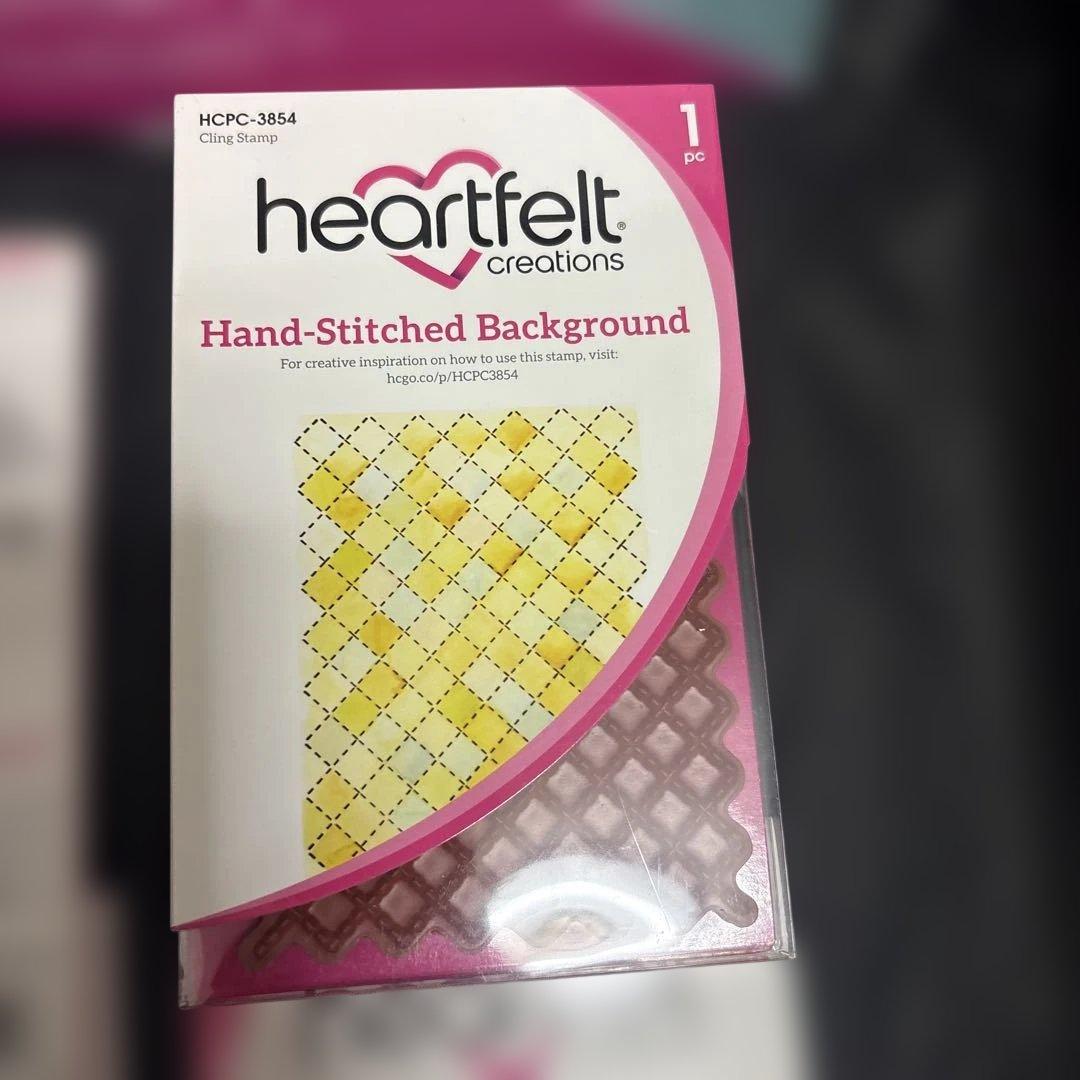 HCPC-3854
Cling Stamp
1
pc
heartfelt®
creations
Hand-Stitched Background
For creative inspiration on how to use this stamp, visit:
hcgo.co/p/HCPC3854